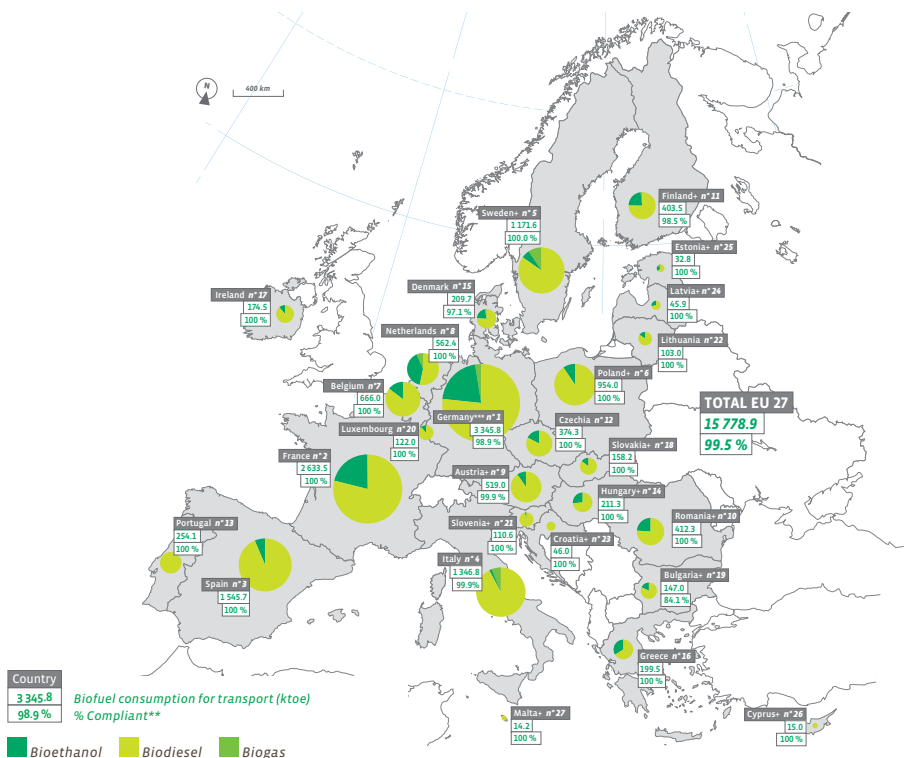 N
400 km
Finland+ n°11
403.5
98.5 %
Sweden+ n°5
1 171.6
100.0 %
Estonia+ n°25
32.8
100 %
Denmark n°15
209.7
97.1 %
Latvia+ n°24
45.9
100 %
Ireland n°17
174.5
100 %
Netherlands n°8
562.4
100 %
Lithuania n°22
103.0
100 %
Poland+ n°6
954.0
100 %
Belgium n°7
666.0
100 %
TOTAL EU 27
15 778.9
99.5 %
Germany*** n°1
3 345.8
98.9 %
Czechia n°12
374.3
100 %
Luxembourg n°20
122.0
100 %
Slovakia+ n°18
158.2
100 %
France n°2
2 633.5
100 %
Austria+ n°9
519.0
99.9 %
Hungary+ n°14
211.3
100 %
Romania+ n°10
412.3
100 %
Portugal n°13
254.1
100 %
Slovenia+ n°21
110.6
100 %
Croatia+ n°23
46.0
100 %
Italy n°4
1 346.8
99.9%
Spain n°3
1 545.7
100 %
Bulgaria+ n°19
147.0
84.1 %
Greece n°16
199.5
100 %
Malta+ n°27
14.2
100 %
Cyprus+ n°26
15.0
100 %
Country
3 345.8 Biofuel consumption for transport (ktoe)
98.9 % % Compliant**
Bioethanol Biodiesel Biogas